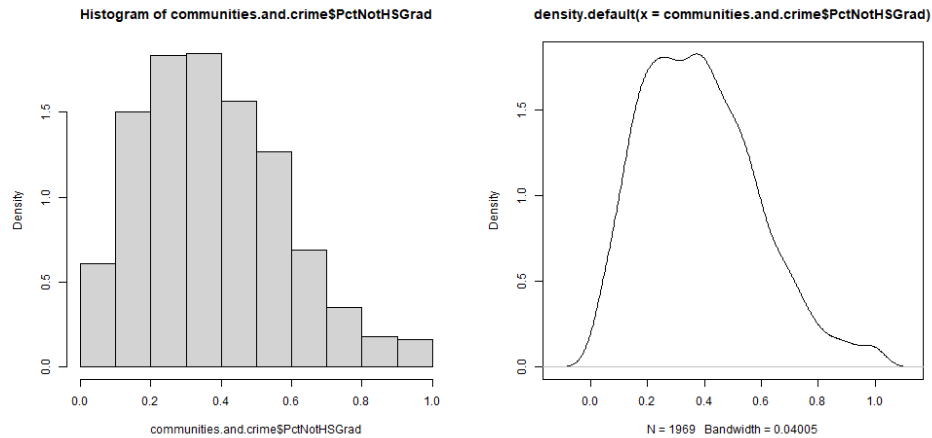 Histogram of communities.and.crime$PctNotHSGrad
Density
0.0
0.5
1.0
1.5
0.0 0.2 0.4 0.6 0.8 1.0
communities.and.crime$PctNotHSGrad
density.default(x = communities.and.crime$PctNotHSGrad)
Density
0.0
0.5
1.0
1.5
0.0 0.2 0.4 0.6 0.8 1.0
N = 1969 Bandwidth = 0.04005